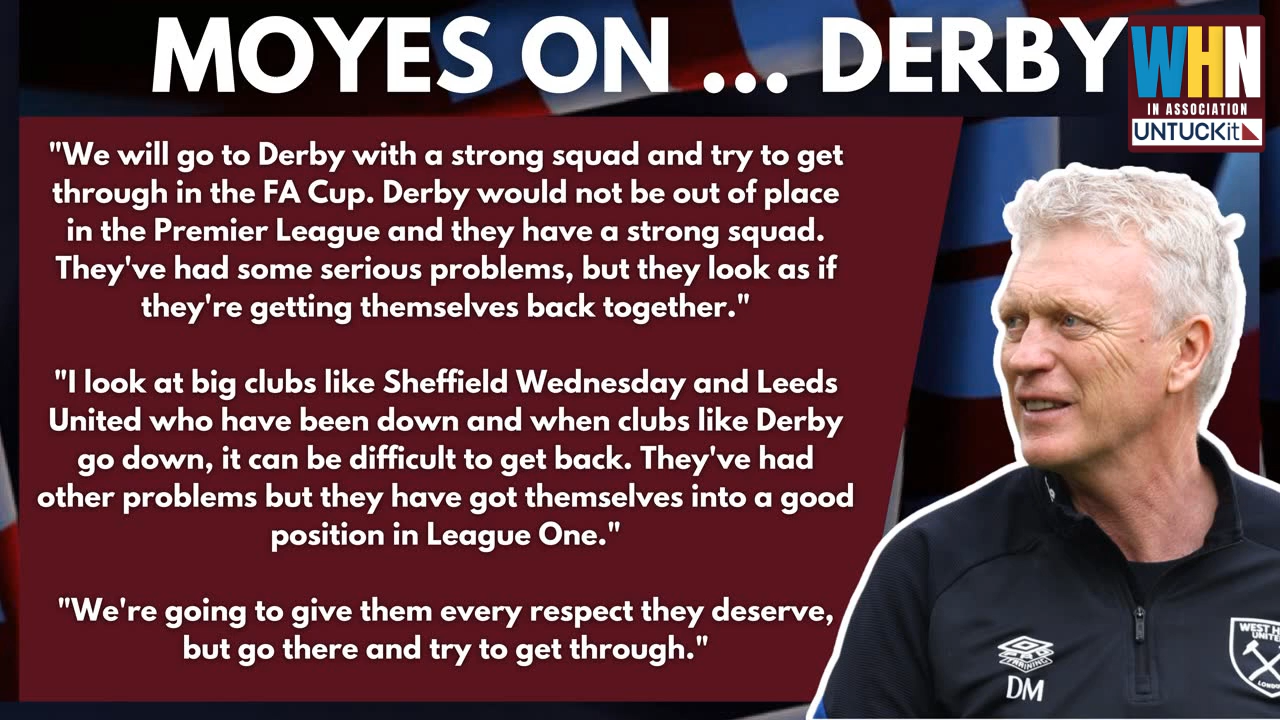 MOYES ON ... DERBY
WHN
IN ASSOCIATION
UNTUCKit
"We will go to Derby with a strong squad and try to get
through in the FA Cup. Derby would not be out of place
in the Premier League and they have a strong squad.
They've had some serious problems, but they look as if
they're getting themselves back together."
"I look at big clubs like Sheffield Wednesday and Leeds
United who have been down and when clubs like Derby
go down, it can be difficult to get back. They've had
other problems but they have got themselves into a good
position in League One."
"We're going to give them every respect they deserve,
but go there and try to get through."
TRAINING
DM
WEST H
UNITE
LONDO